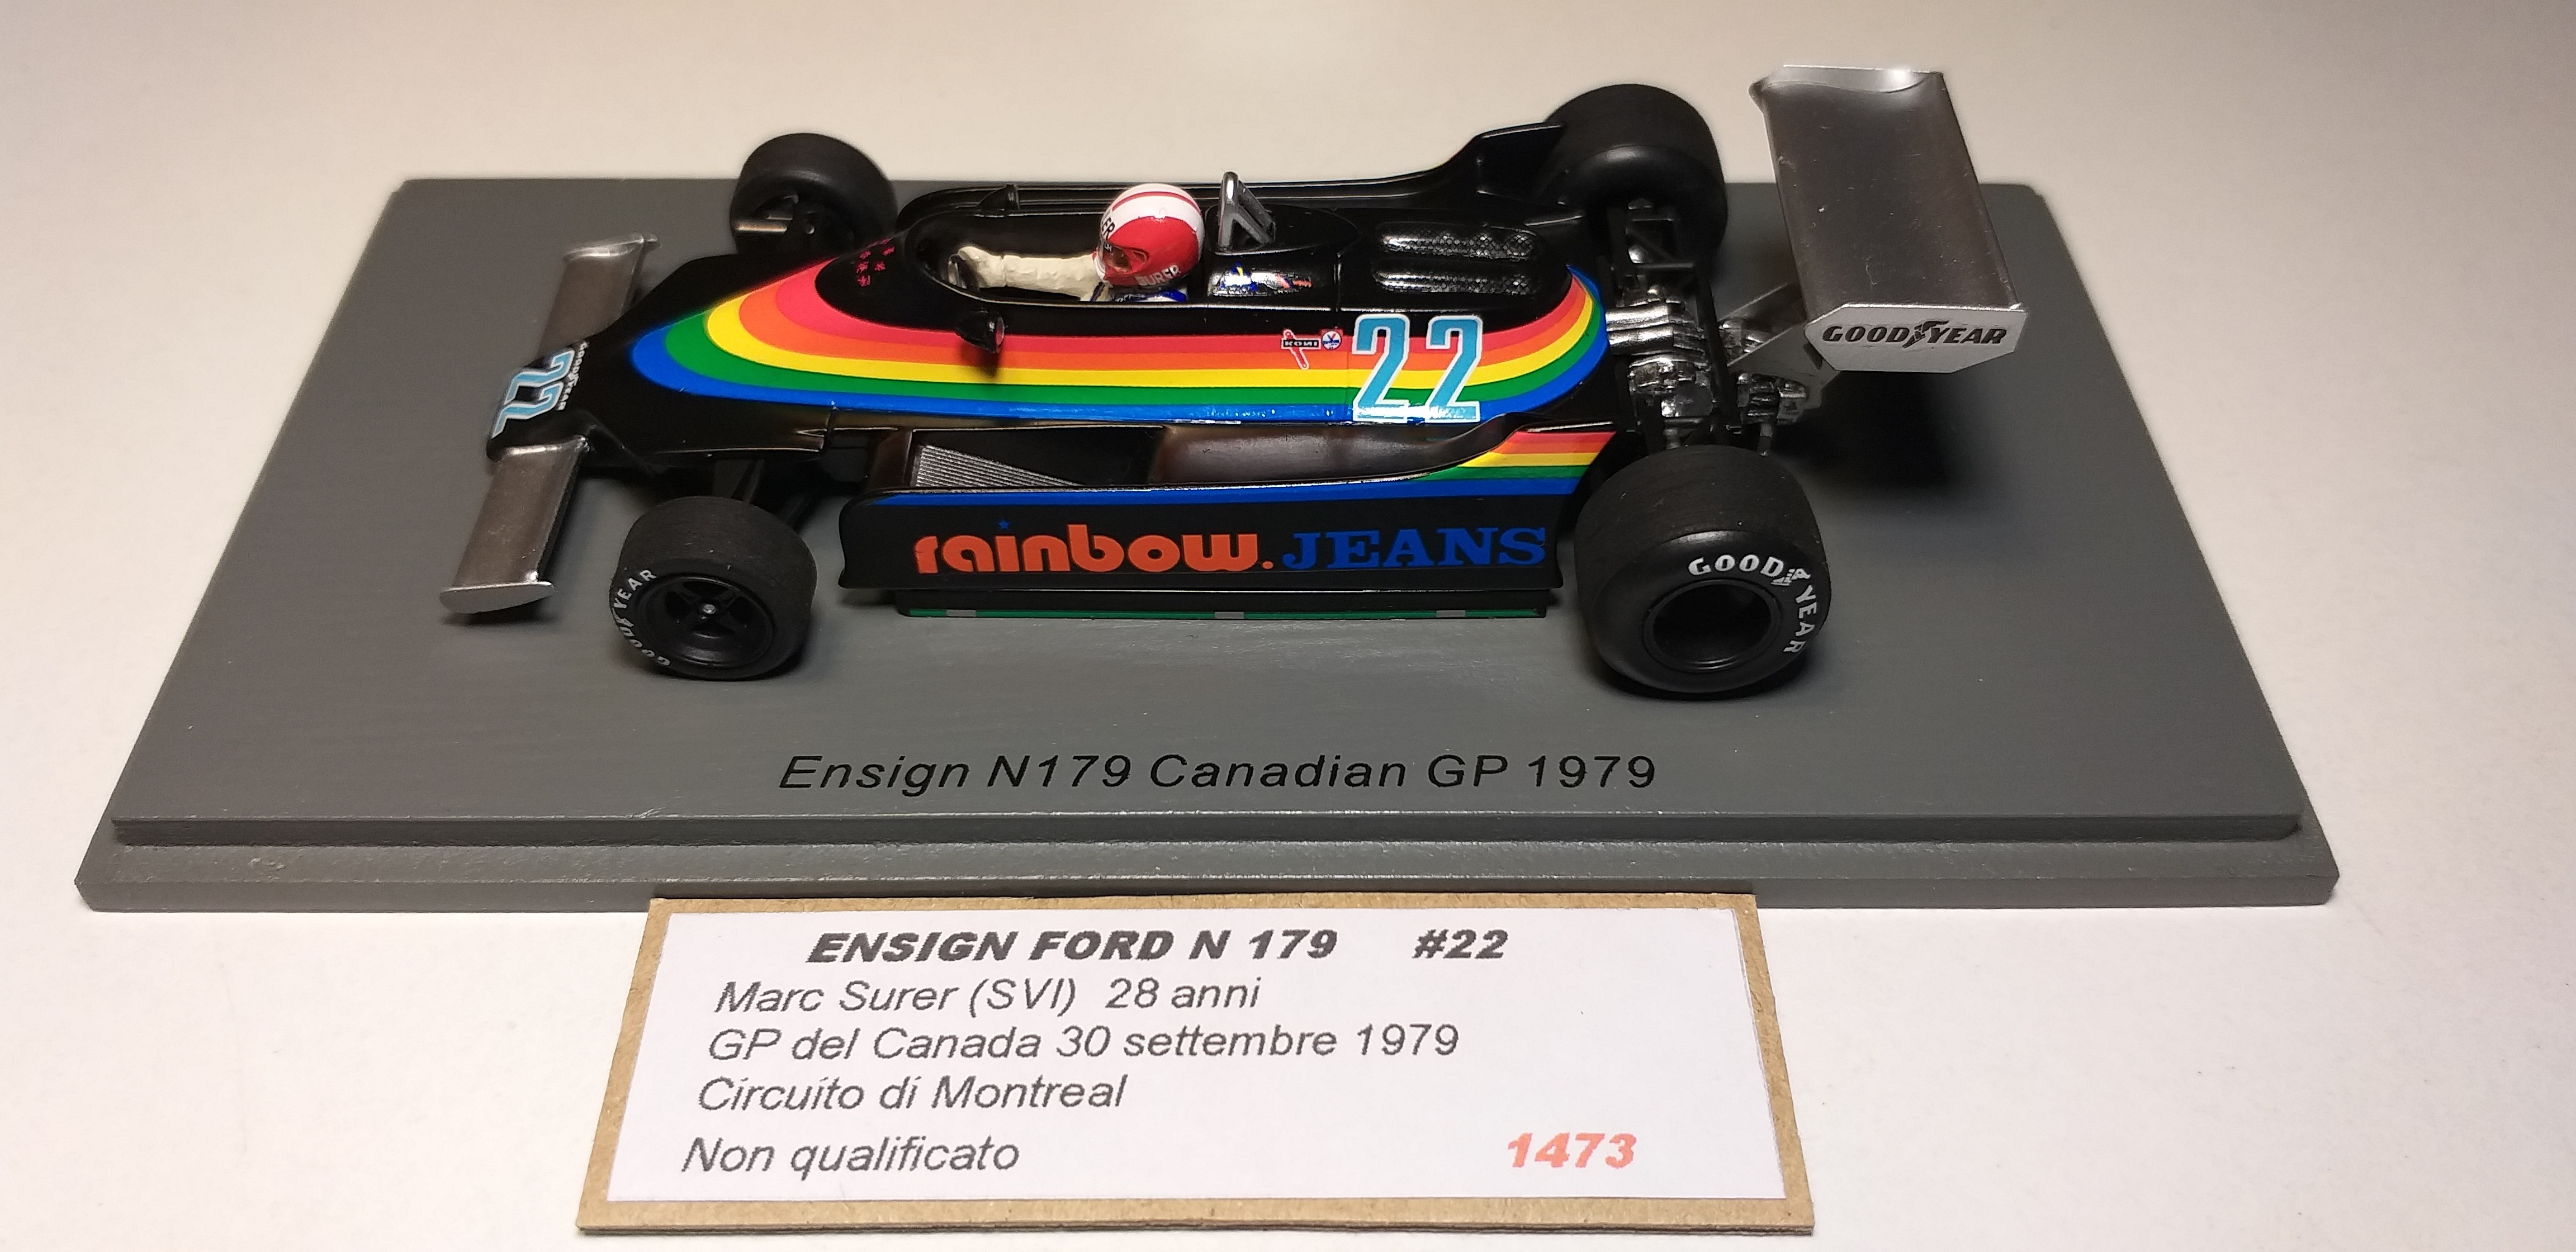 SURER
KONI
22
22
GOODYEAR
GOODYEAR
rainbow. JEANS
GOODYEAR
GOODYEAR
Ensign N179 Canadian GP 1979
ENSIGN FORD N 179 #22
Marc Surer (SVI) 28 anni
GP del Canada 30 settembre 1979
Circuito di Montreal
Non qualificato 1473